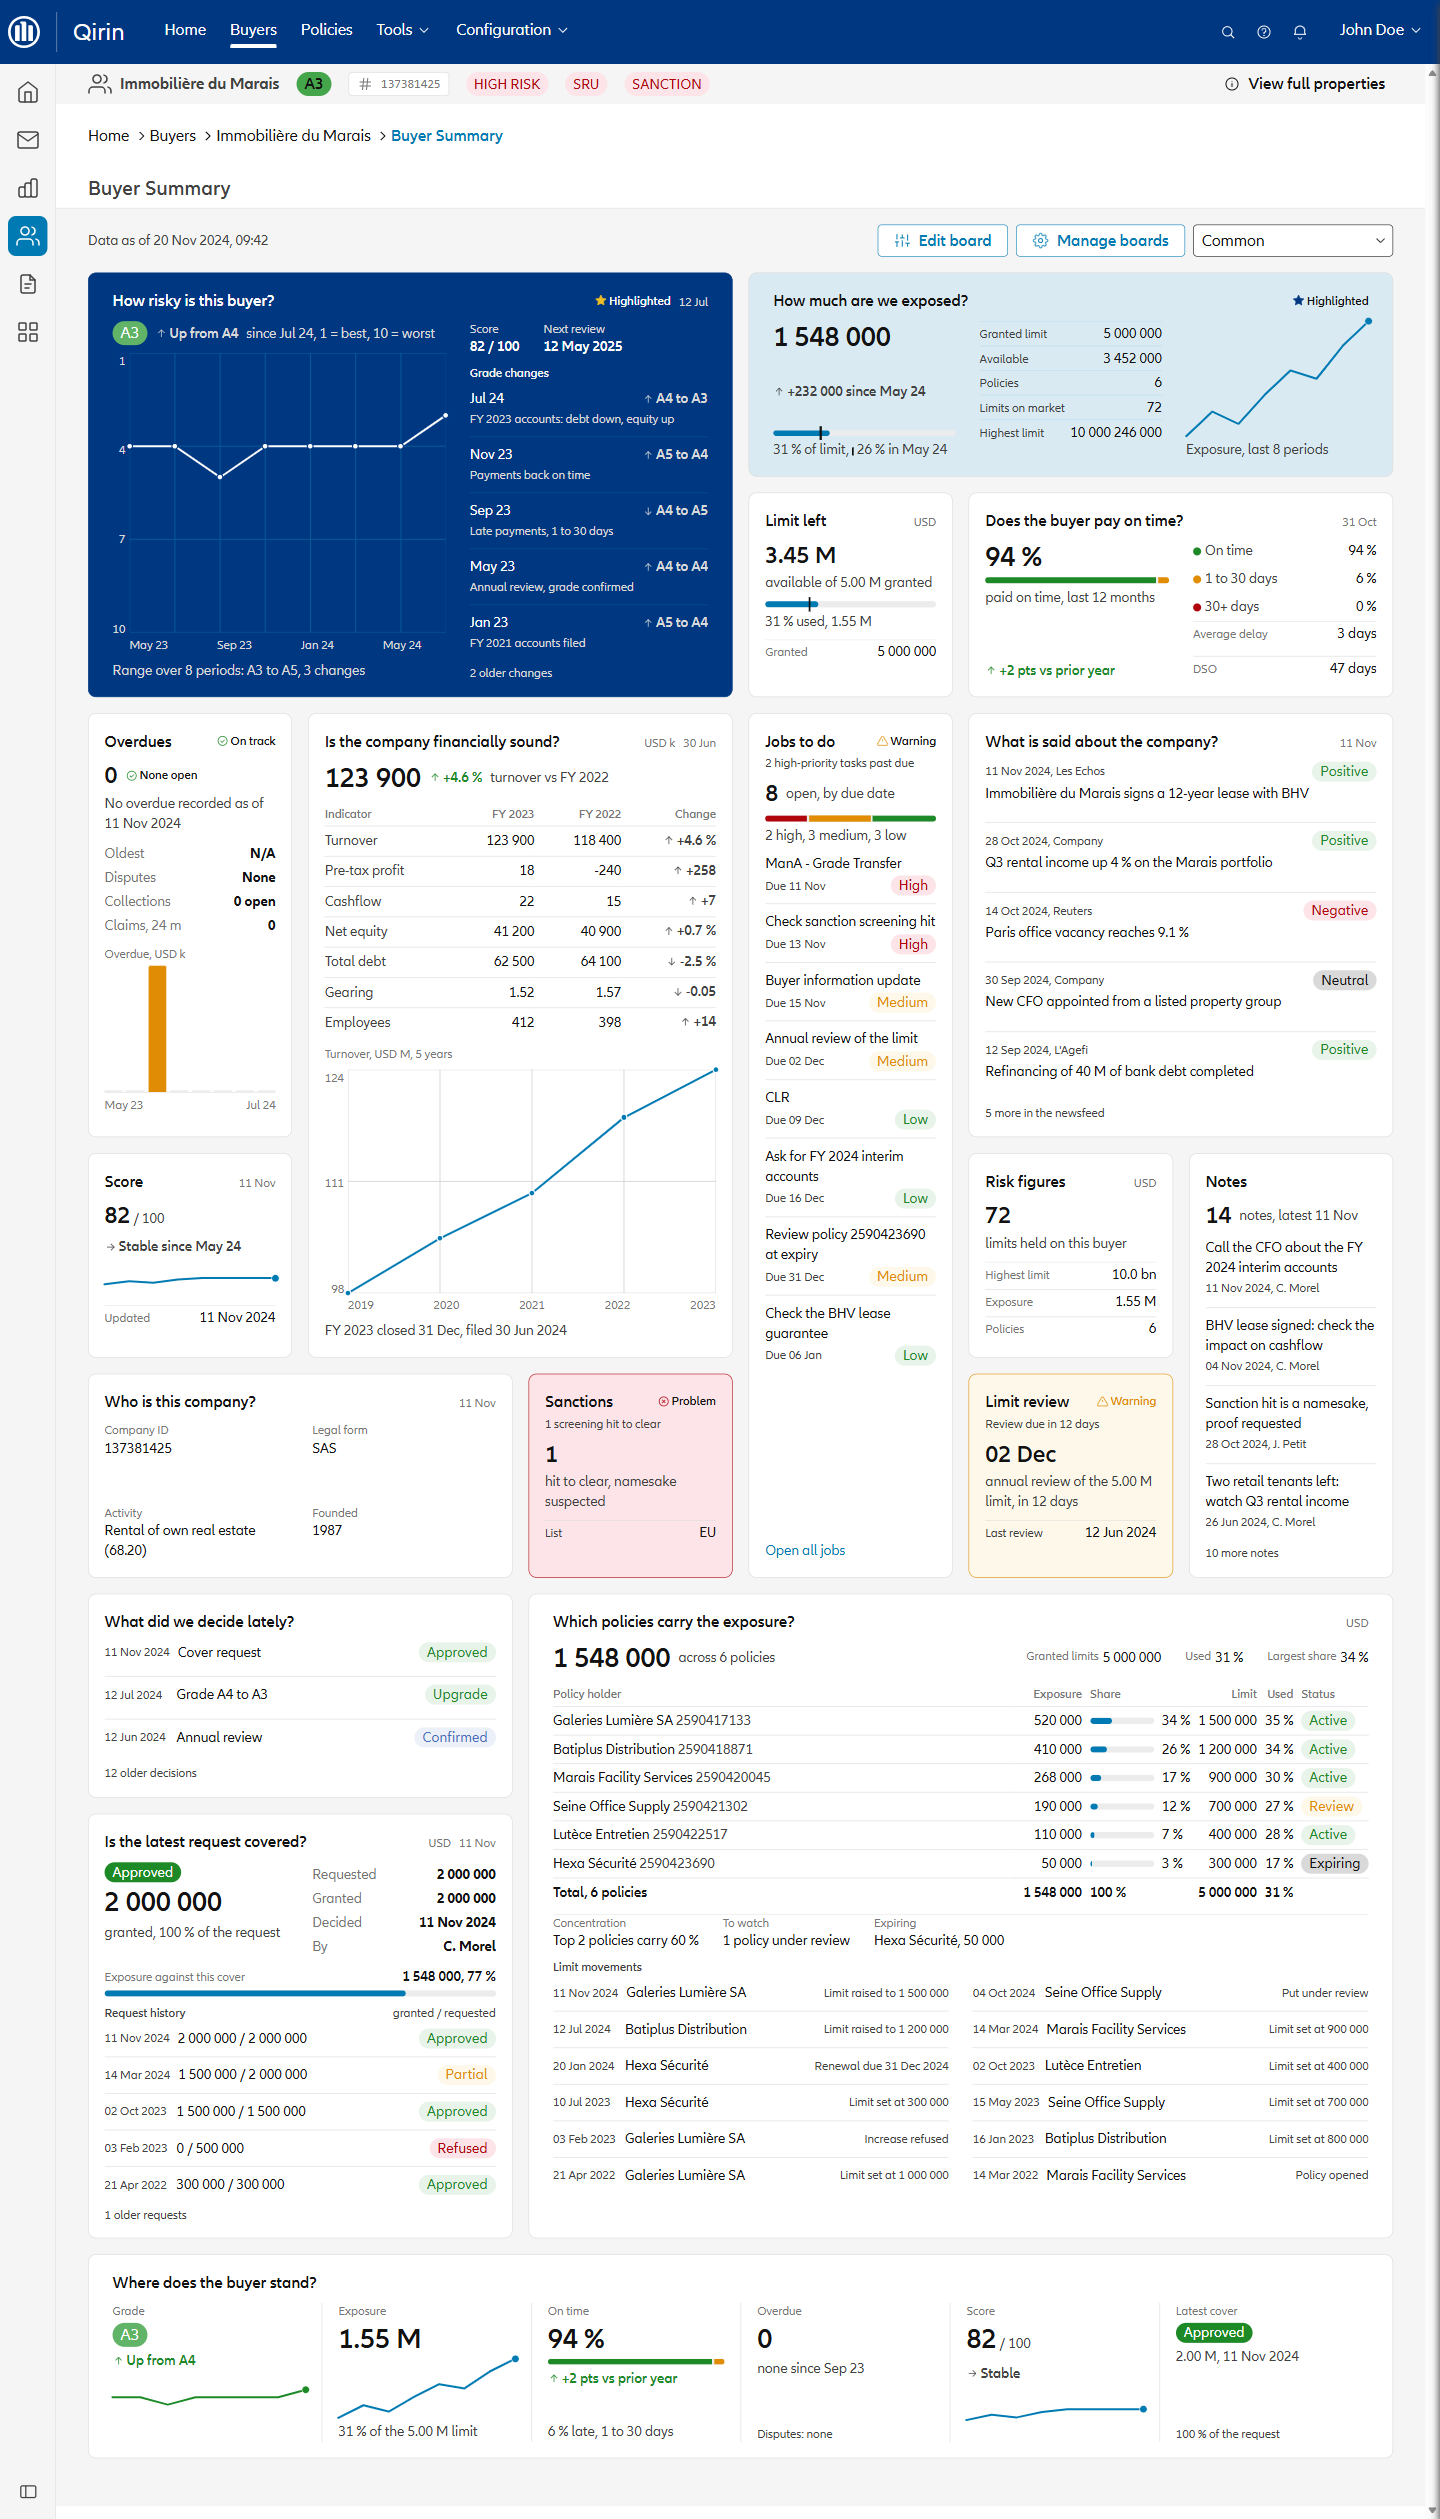 Qirin
Home
Buyers
Policies
Tools
Configuration
John Doe
Immobilière du Marais
A3
# 137381425
HIGH RISK
SRU
SANCTION
View full properties
Home > Buyers > Immobilière du Marais > Buyer Summary
Buyer Summary
Data as of 20 Nov 2024, 09:42
Edit board
Manage boards
Common
How risky is this buyer?
Highlighted 12 Jul
A3 ↑ Up from A4 since Jul 24, 1 = best, 10 = worst
1
4
7
10
May 23 Sep 23 Jan 24 May 24
Range over 8 periods: A3 to A5, 3 changes
Score
82 / 100
Next review
12 May 2025
Grade changes
Jul 24 ↑ A4 to A3
FY 2023 accounts: debt down, equity up
Nov 23 ↑ A5 to A4
Payments back on time
Sep 23 ↓ A4 to A5
Late payments, 1 to 30 days
May 23 ↑ A4 to A4
Annual review, grade confirmed
Jan 23 ↑ A5 to A4
FY 2021 accounts filed
2 older changes
How much are we exposed?
Highlighted
1 548 000
↑ +232 000 since May 24
31 % of limit, 26 % in May 24
Granted limit 5 000 000
Available 3 452 000
Policies 6
Limits on market 72
Highest limit 10 000 246 000
Exposure, last 8 periods
Limit left USD
3.45 M
available of 5.00 M granted
31 % used, 1.55 M
Granted 5 000 000
Does the buyer pay on time? 31 Oct
94 %
paid on time, last 12 months
↑ +2 pts vs prior year
On time 94 %
1 to 30 days 6 %
30+ days 0 %
Average delay 3 days
DSO 47 days
Overdues
On track
0 None open
No overdue recorded as of
11 Nov 2024
Oldest N/A
Disputes None
Collections 0 open
Claims, 24 m 0
Overdue, USD k
May 23 Jul 24
Is the company financially sound? USD k 30 Jun
123 900 ↑ +4.6 % turnover vs FY 2022
Indicator FY 2023 FY 2022 Change
Turnover 123 900 118 400 ↑ +4.6 %
Pre-tax profit 18 -240 ↑ +258
Cashflow 22 15 ↑ +7
Net equity 41 200 40 900 ↑ +0.7 %
Total debt 62 500 64 100 ↓ -2.5 %
Gearing 1.52 1.57 ↓ -0.05
Employees 412 398 ↑ +14
Turnover, USD M, 5 years
124
111
98
2019 2020 2021 2022 2023
FY 2023 closed 31 Dec, filed 30 Jun 2024
Jobs to do
Warning
2 high-priority tasks past due
8 open, by due date
2 high, 3 medium, 3 low
ManA - Grade Transfer
Due 11 Nov High
Check sanction screening hit
Due 13 Nov High
Buyer information update
Due 15 Nov Medium
Annual review of the limit
Due 02 Dec Medium
CLR
Due 09 Dec Low
Ask for FY 2024 interim
accounts
Due 16 Dec Low
Review policy 2590423690
at expiry
Due 31 Dec Medium
Check the BHV lease
guarantee
Due 06 Jan Low
Open all jobs
What is said about the company? 11 Nov
11 Nov 2024, Les Echos Positive
Immobilière du Marais signs a 12-year lease with BHV
28 Oct 2024, Company Positive
Q3 rental income up 4 % on the Marais portfolio
14 Oct 2024, Reuters Negative
Paris office vacancy reaches 9.1 %
30 Sep 2024, Company Neutral
New CFO appointed from a listed property group
12 Sep 2024, L'Agefi Positive
Refinancing of 40 M of bank debt completed
5 more in the newsfeed
Score 11 Nov
82 / 100
→ Stable since May 24
Updated 11 Nov 2024
Risk figures USD
72
limits held on this buyer
Highest limit 10.0 bn
Exposure 1.55 M
Policies 6
Notes
14 notes, latest 11 Nov
Call the CFO about the FY
2024 interim accounts
11 Nov 2024, C. Morel
BHV lease signed: check the
impact on cashflow
04 Nov 2024, C. Morel
Sanction hit is a namesake,
proof requested
28 Oct 2024, J. Petit
Two retail tenants left:
watch Q3 rental income
26 Jun 2024, C. Morel
10 more notes
Who is this company? 11 Nov
Company ID
137381425
Legal form
SAS
Activity
Rental of own real estate
(68.20)
Founded
1987
Sanctions
Problem
1 screening hit to clear
1
hit to clear, namesake
suspected
List EU
Limit review
Warning
Review due in 12 days
02 Dec
annual review of the 5.00 M
limit, in 12 days
Last review 12 Jun 2024
What did we decide lately?
11 Nov 2024 Cover request Approved
12 Jul 2024 Grade A4 to A3 Upgrade
12 Jun 2024 Annual review Confirmed
12 older decisions
Which policies carry the exposure? USD
1 548 000 across 6 policies
Granted limits 5 000 000 Used 31 % Largest share 34 %
Policy holder Exposure Share Limit Used Status
Galeries Lumière SA 2590417133 520 000 34 % 1 500 000 35 % Active
Batiplus Distribution 2590418871 410 000 26 % 1 200 000 34 % Active
Marais Facility Services 2590420045 268 000 17 % 900 000 30 % Active
Seine Office Supply 2590421302 190 000 12 % 700 000 27 % Review
Lutèce Entretien 2590422517 110 000 7 % 400 000 28 % Active
Hexa Sécurité 2590423690 50 000 3 % 300 000 17 % Expiring
Total, 6 policies 1 548 000 100 % 5 000 000 31 %
Concentration
Top 2 policies carry 60 %
To watch
1 policy under review
Expiring
Hexa Sécurité, 50 000
Limit movements
11 Nov 2024 Galeries Lumière SA Limit raised to 1 500 000
04 Oct 2024 Seine Office Supply Put under review
12 Jul 2024 Batiplus Distribution Limit raised to 1 200 000
14 Mar 2024 Marais Facility Services Limit set at 900 000
20 Jan 2024 Hexa Sécurité Renewal due 31 Dec 2024
02 Oct 2023 Lutèce Entretien Limit set at 400 000
10 Jul 2023 Hexa Sécurité Limit set at 300 000
15 May 2023 Seine Office Supply Limit set at 700 000
03 Feb 2023 Galeries Lumière SA Increase refused
16 Jan 2023 Batiplus Distribution Limit set at 800 000
21 Apr 2022 Galeries Lumière SA Limit set at 1 000 000
14 Mar 2022 Marais Facility Services Policy opened
Is the latest request covered? USD 11 Nov
Approved
2 000 000
granted, 100 % of the request
Requested 2 000 000
Granted 2 000 000
Decided 11 Nov 2024
By C. Morel
Exposure against this cover 1 548 000, 77 %
Request history granted / requested
11 Nov 2024 2 000 000 / 2 000 000 Approved
14 Mar 2024 1 500 000 / 2 000 000 Partial
02 Oct 2023 1 500 000 / 1 500 000 Approved
03 Feb 2023 0 / 500 000 Refused
21 Apr 2022 300 000 / 300 000 Approved
1 older requests
Where does the buyer stand?
Grade
A3
↑ Up from A4
Exposure
1.55 M
31 % of the 5.00 M limit
On time
94 %
↑ +2 pts vs prior year
6 % late, 1 to 30 days
Overdue
0
none since Sep 23
Disputes: none
Score
82 / 100
→ Stable
Latest cover
Approved
2.00 M, 11 Nov 2024
100 % of the request